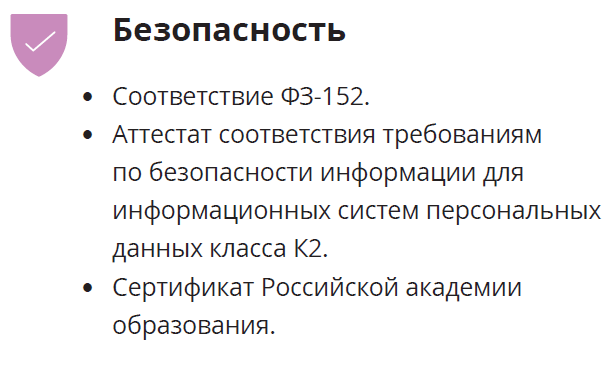 Безопасность
• Соответствие ФЗ-152.
• Аттестат соответствия требованиям
по безопасности информации для
информационных систем персональных
данных класса К2.
• Сертификат Российской академии
образования.